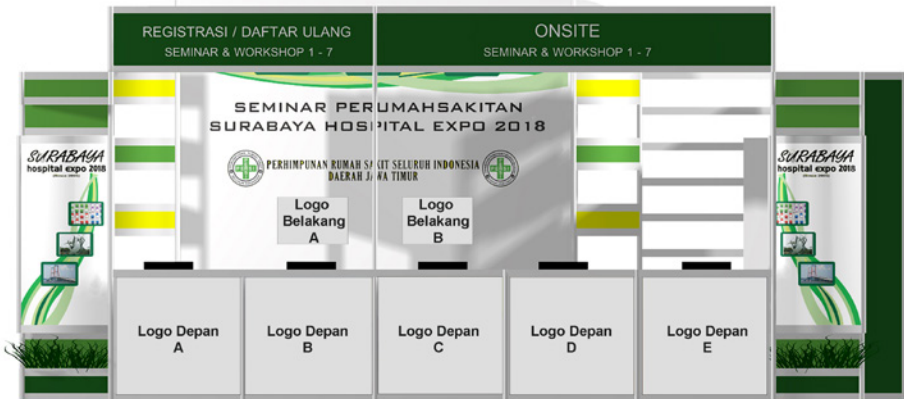 REGISTRASI / DAFTAR ULANG
SEMINAR & WORKSHOP 1 - 7
ONSITE
SEMINAR & WORKSHOP 1 - 7
SEMINAR PERUMAHSAKITAN
SURABAYA HOSPITAL EXPO 2018
PERHIMPUNAN RUMAH SAKIT SELURUH INDONESIA
DAERAH JAWA TIMUR
SURABAYA
hospital expo 2018
SURABAYA
hospital expo 2018
Logo
Belakang
A
Logo
Belakang
B
Logo Depan
A
Logo Depan
B
Logo Depan
C
Logo Depan
D
Logo Depan
E